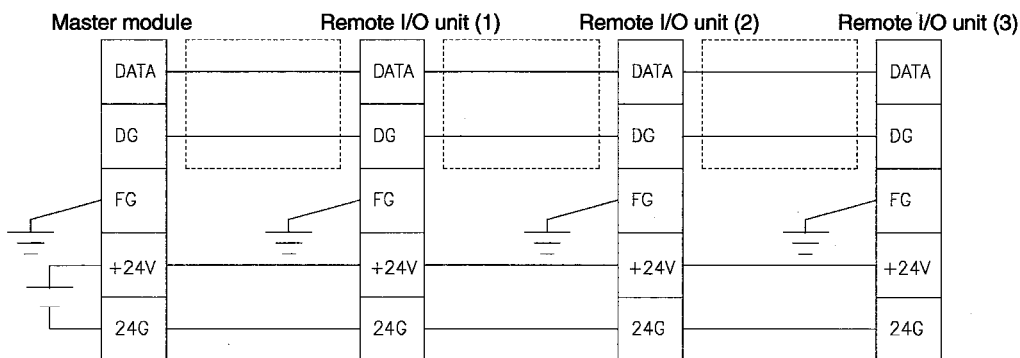 Master module Remote I/O unit (1) Remote I/O unit (2) Remote I/O unit (3)
DATA DATA DATA DATA
DG DG DG DG
FG FG FG FG
+24V +24V +24V +24V
24G 24G 24G 24G